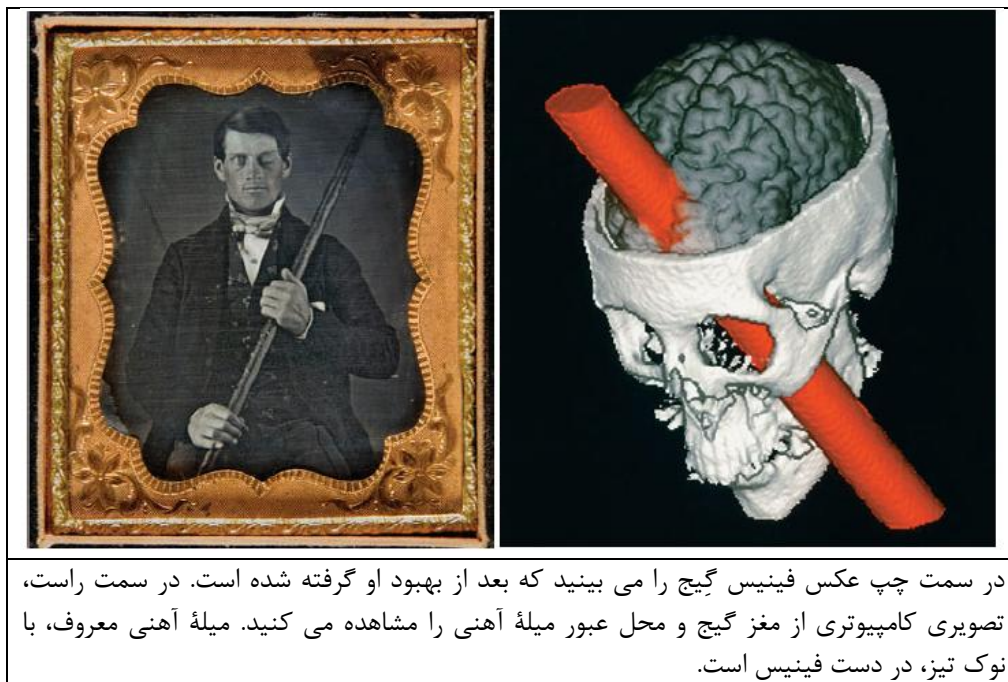 در سمت چپ عکس فینیس گِیج را می بینید که بعد از بهبود او گرفته شده است. در سمت راست،
تصویری کامپیوتری از مغز گیج و محل عبور میلهٔ آهنی را مشاهده می کنید. میلهٔ آهنی معروف، با
نوک تیز، در دست فینیس است.